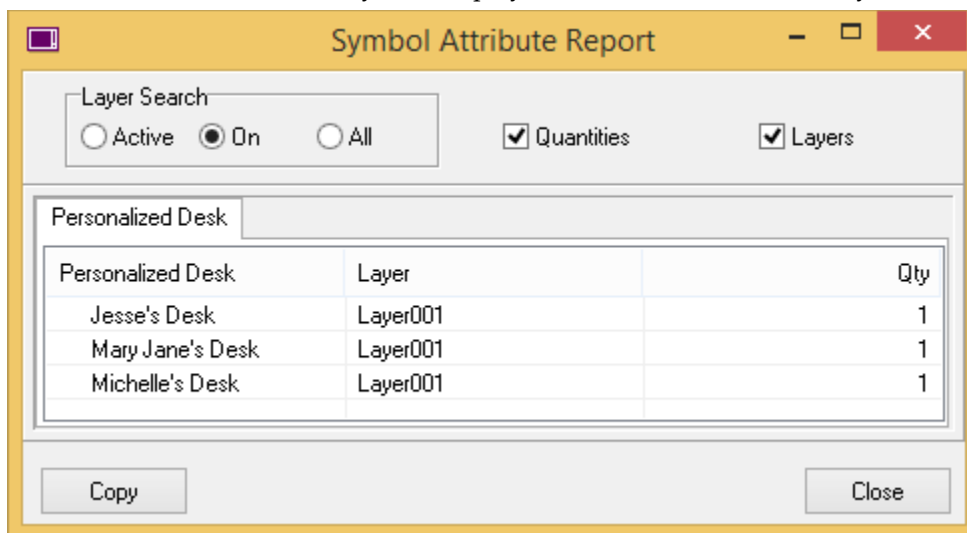 Symbol Attribute Report
Layer Search
Active On All Quantities Layers
Personalized Desk
Personalized Desk Layer Qty
Jesse's Desk Layer001 1
Mary Jane's Desk Layer001 1
Michelle's Desk Layer001 1
Copy Close